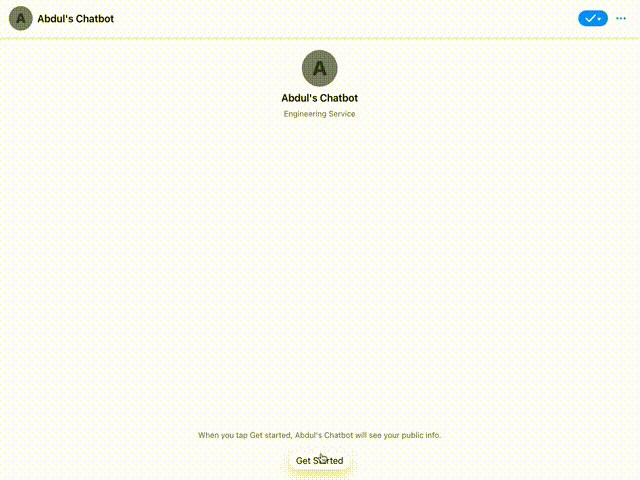 A
Abdul's Chatbot
A
Abdul's Chatbot
Engineering Service
When you tap Get started, Abdul's Chatbot will see your public info.
Get Started